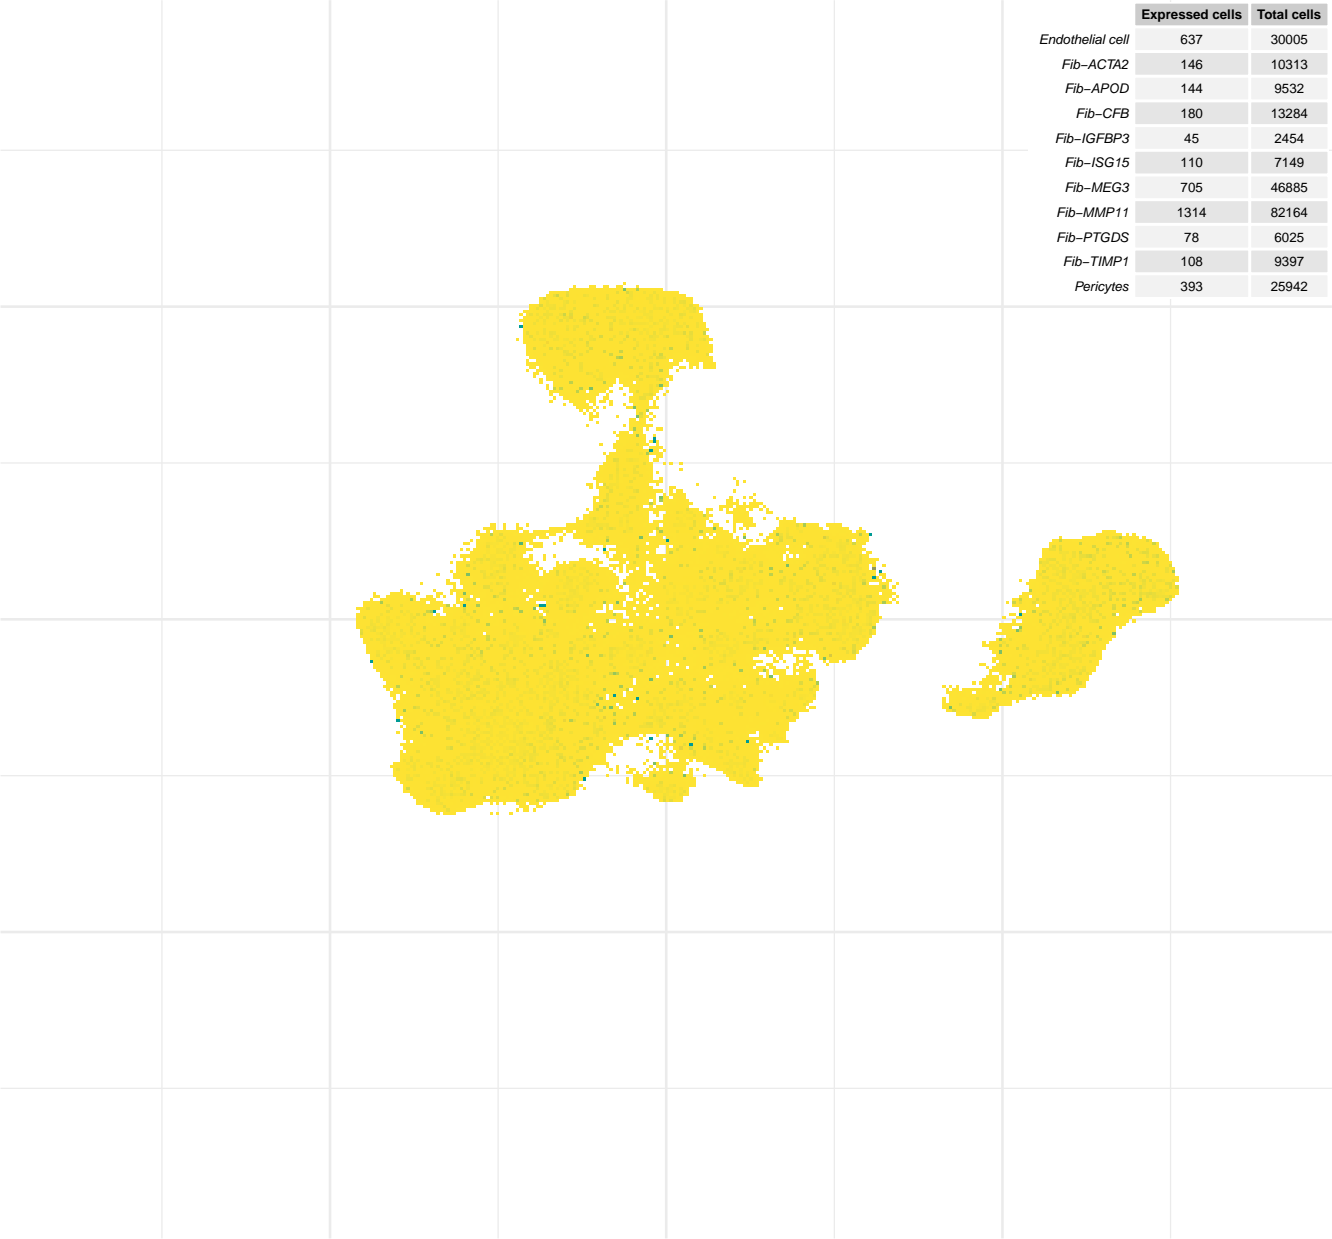 Expressed cells Total cells
Endothelial cell 637 30005
Fib−ACTA2 146 10313
Fib−APOD 144 9532
Fib−CFB 180 13284
Fib−IGFBP3 45 2454
Fib−ISG15 110 7149
Fib−MEG3 705 46885
Fib−MMP11 1314 82164
Fib−PTGDS 78 6025
Fib−TIMP1 108 9397
Pericytes 393 25942